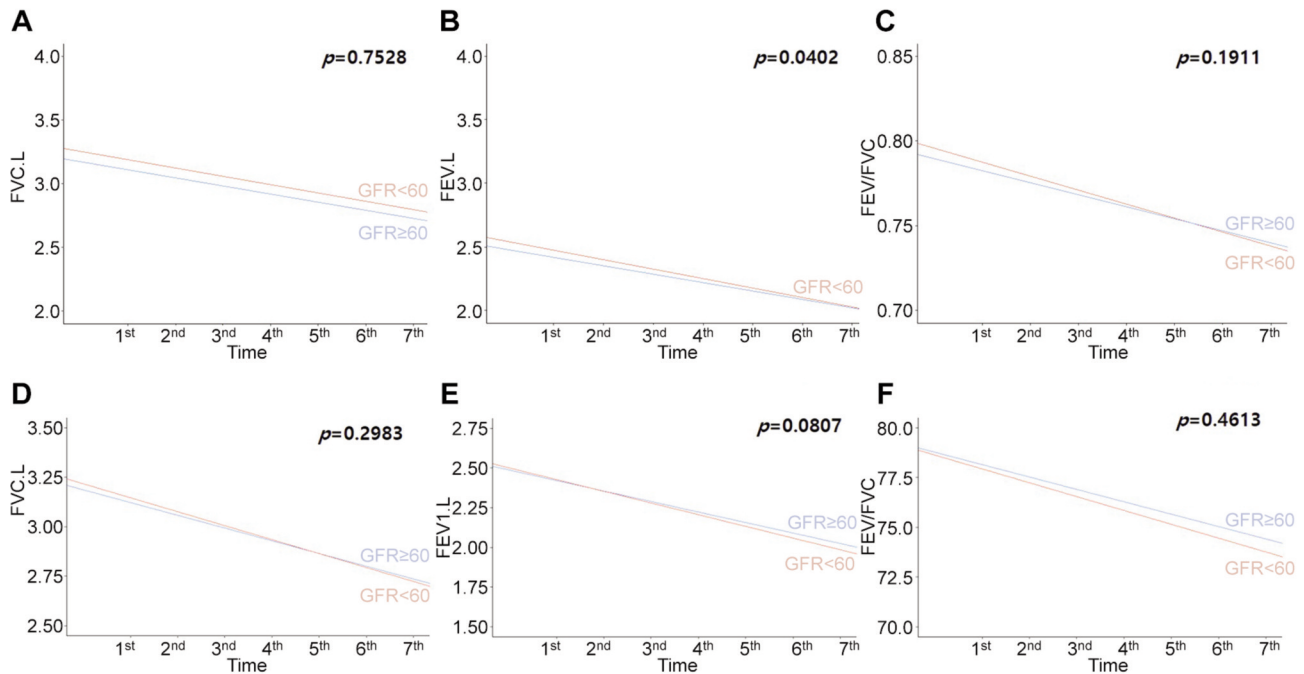 A
p=0.7528
4.0
3.5
3.0
2.5
2.0
FVC.L
GFR<60
GFR≥60
1st 2nd 3nd 4th 5th 6th 7th
Time
B
p=0.0402
4.0
3.5
3.0
2.5
2.0
FEV.L
GFR<60
1st 2nd 3nd 4th 5th 6th 7th
Time
C
p=0.1911
0.85
0.80
0.75
0.70
FEV/FVC
GFR≥60
GFR<60
1st 2nd 3nd 4th 5th 6th 7th
Time
D
p=0.2983
3.50
3.25
3.00
2.75
2.50
FVC.L
GFR≥60
GFR<60
1st 2nd 3nd 4th 5th 6th 7th
Time
E
p=0.0807
2.75
2.50
2.25
2.00
1.75
1.50
FEV1.L
GFR≥60
GFR<60
1st 2nd 3nd 4th 5th 6th 7th
Time
F
p=0.4613
80.0
77.5
75.0
72.5
70.0
FEV/FVC
GFR≥60
GFR<60
1st 2nd 3nd 4th 5th 6th 7th
Time